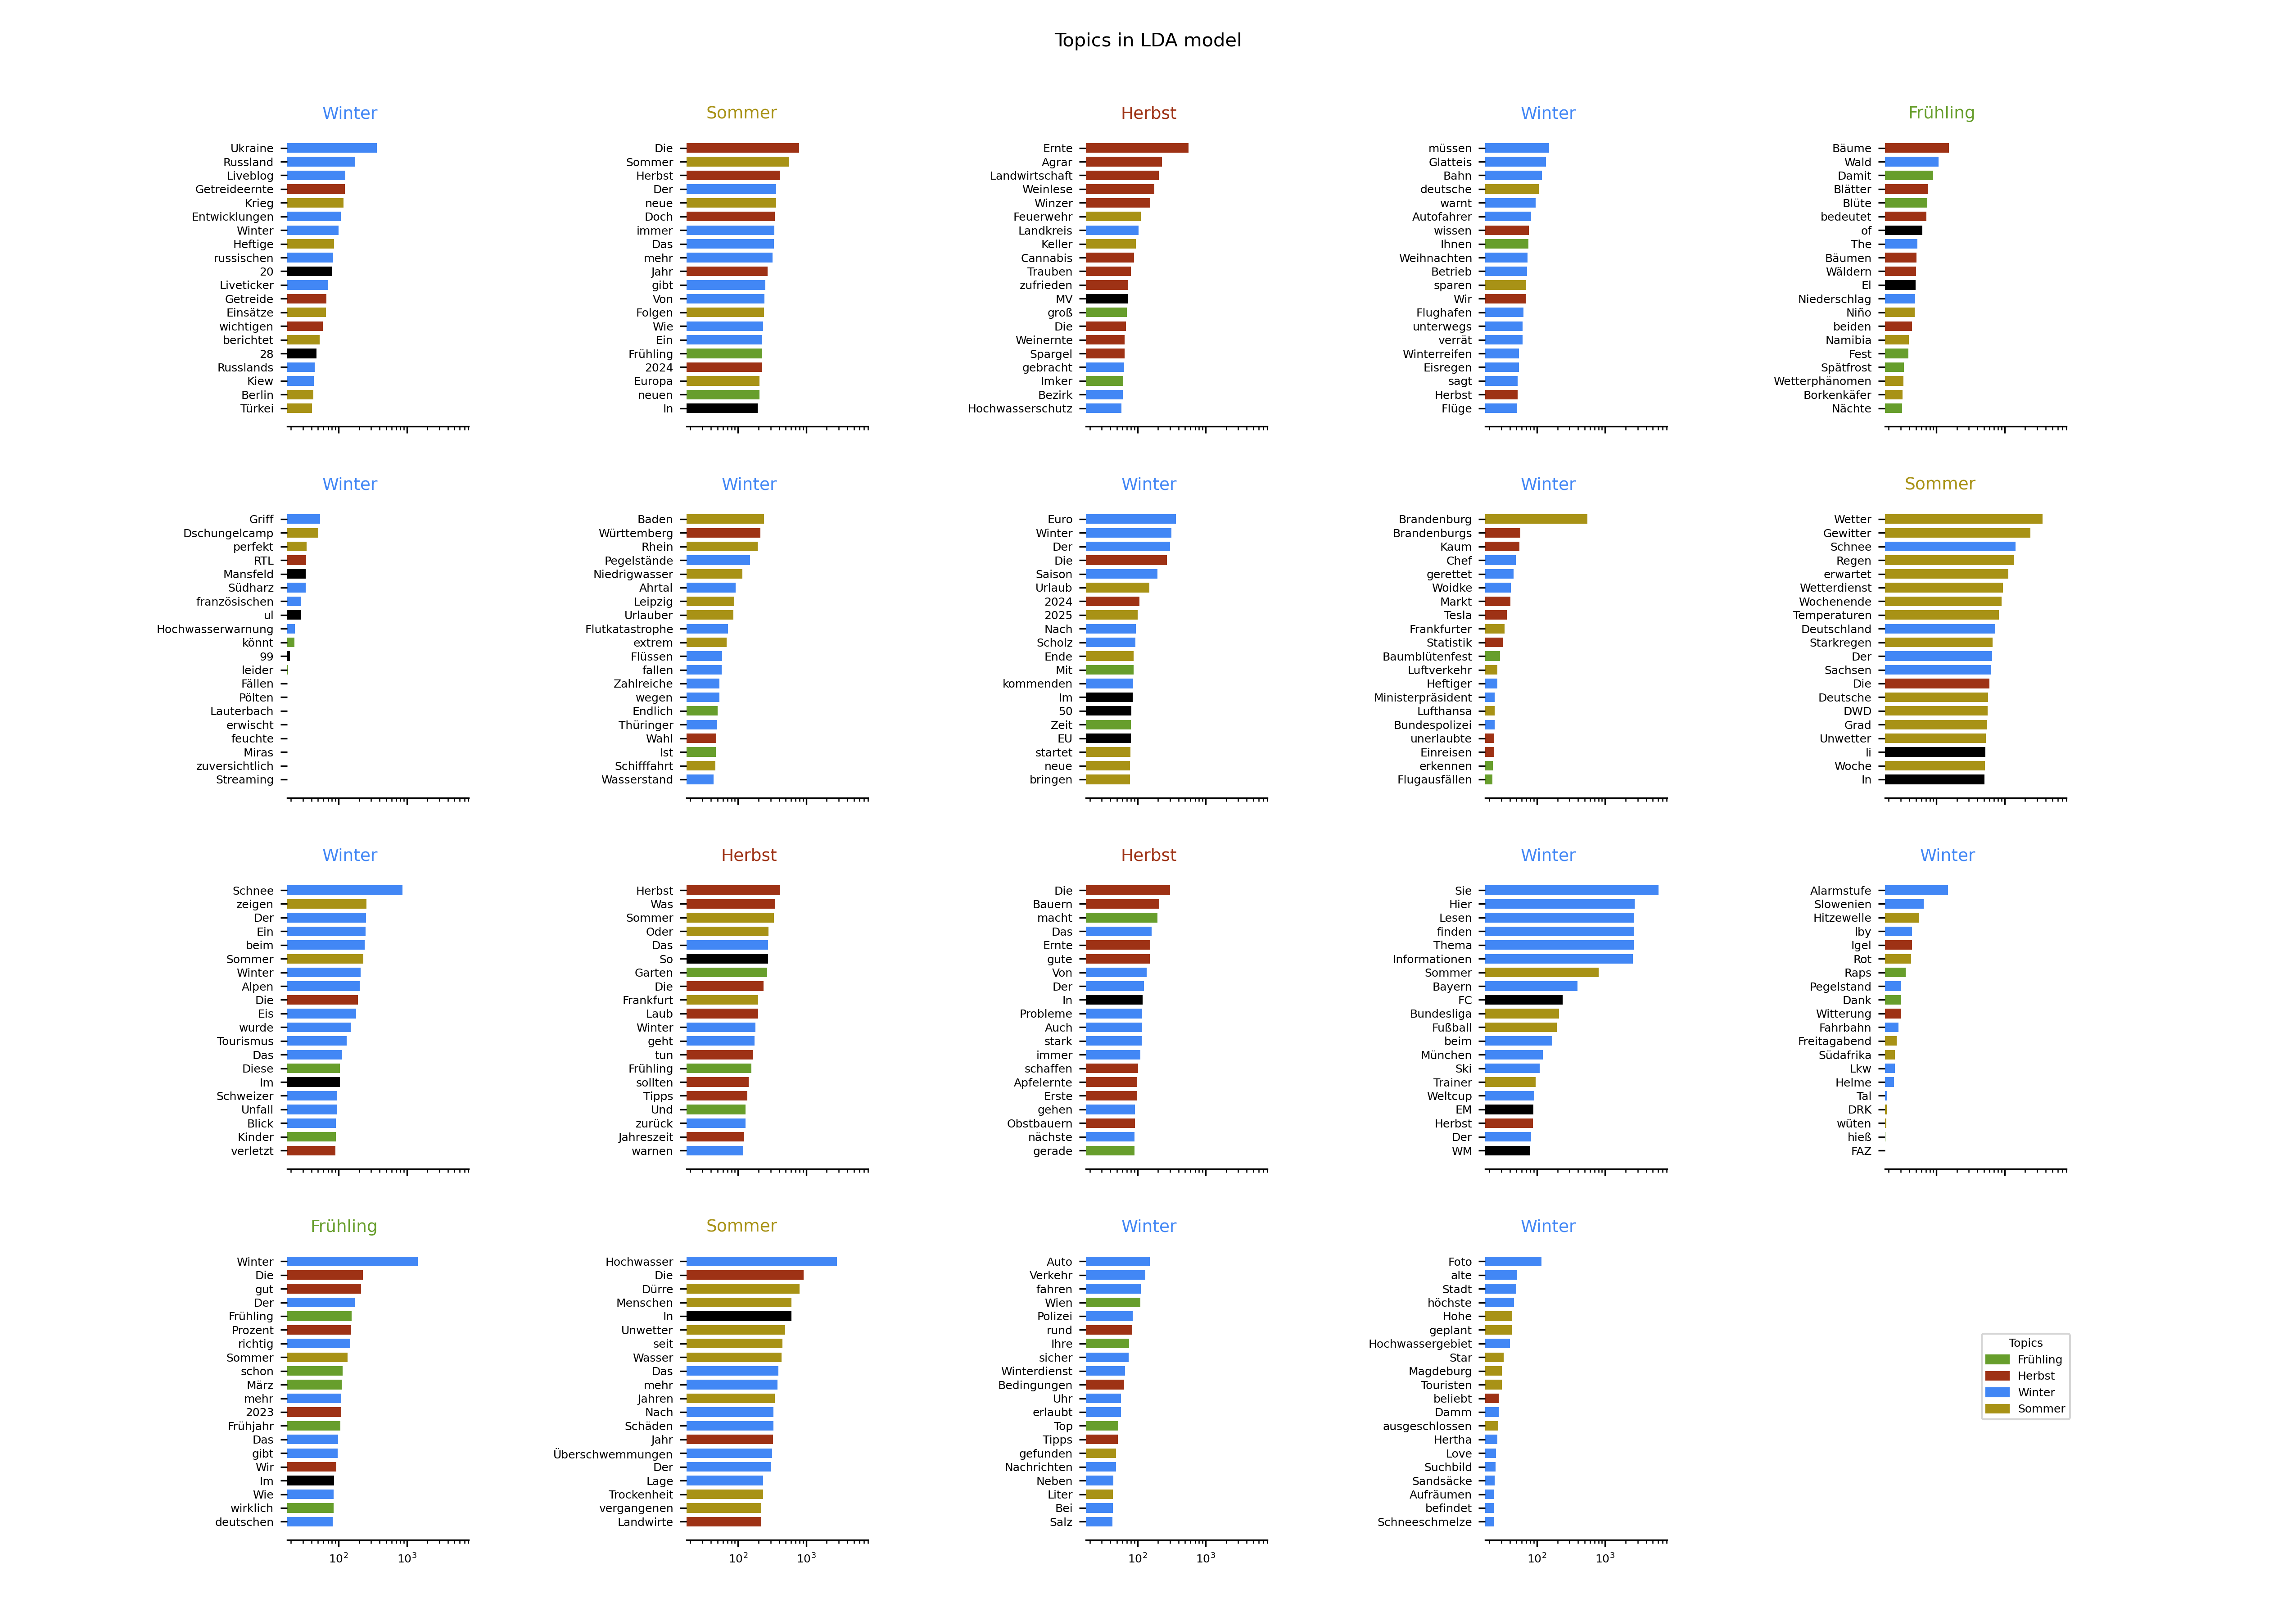 Topics in LDA model
Winter
Ukraine
Russland
Liveblog
Getreideernte
Krieg
Entwicklungen
Winter
Heftige
russischen
20
Liveticker
Getreide
Einsätze
wichtigen
berichtet
28
Russlands
Kiew
Berlin
Türkei
Sommer
Die
Sommer
Herbst
Der
neue
Doch
immer
Das
mehr
Jahr
gibt
Von
Folgen
Wie
Ein
Frühling
2024
Europa
neuen
In
Herbst
Ernte
Agrar
Landwirtschaft
Weinlese
Winzer
Feuerwehr
Landkreis
Keller
Cannabis
Trauben
zufrieden
MV
groß
Die
Weinernte
Spargel
gebracht
Imker
Bezirk
Hochwasserschutz
Winter
müssen
Glatteis
Bahn
deutsche
warnt
Autofahrer
wissen
Ihnen
Weihnachten
Betrieb
sparen
Wir
Flughafen
unterwegs
verrät
Winterreifen
Eisregen
sagt
Herbst
Flüge
Frühling
Bäume
Wald
Damit
Blätter
Blüte
bedeutet
of
The
Bäumen
Wäldern
El
Niederschlag
Niño
beiden
Namibia
Fest
Spätfrost
Wetterphänomen
Borkenkäfer
Nächte
Winter
Griff
Dschungelcamp
perfekt
RTL
Mansfeld
Südharz
französischen
ul
Hochwasserwarnung
könnt
99
leider
Fällen
Pölten
Lauterbach
erwischt
feuchte
Miras
zuversichtlich
Streaming
Winter
Baden
Württemberg
Rhein
Pegelstände
Niedrigwasser
Ahrtal
Leipzig
Urlauber
Flutkatastrophe
extrem
Flüssen
fallen
Zahlreiche
wegen
Endlich
Thüringer
Wahl
Ist
Schifffahrt
Wasserstand
Winter
Euro
Winter
Der
Die
Saison
Urlaub
2024
2025
Nach
Scholz
Ende
Mit
kommenden
Im
50
Zeit
EU
startet
neue
bringen
Winter
Brandenburg
Brandenburgs
Kaum
Chef
gerettet
Woidke
Markt
Tesla
Frankfurter
Statistik
Baumblütenfest
Luftverkehr
Heftiger
Ministerpräsident
Lufthansa
Bundespolizei
unerlaubte
Einreisen
erkennen
Flugausfällen
Sommer
Wetter
Gewitter
Schnee
Regen
erwartet
Wetterdienst
Wochenende
Temperaturen
Deutschland
Starkregen
Der
Sachsen
Die
Deutsche
DWD
Grad
Unwetter
li
Woche
In
Winter
Schnee
zeigen
Der
Ein
beim
Sommer
Winter
Alpen
Die
Eis
wurde
Tourismus
Das
Diese
Im
Schweizer
Unfall
Blick
Kinder
verletzt
Herbst
Herbst
Was
Sommer
Oder
Das
So
Garten
Die
Frankfurt
Laub
Winter
geht
tun
Frühling
sollten
Tipps
Und
zurück
Jahreszeit
warnen
Herbst
Die
Bauern
macht
Das
Ernte
gute
Von
Der
In
Probleme
Auch
stark
immer
schaffen
Apfelernte
Erste
gehen
Obstbauern
nächste
gerade
Winter
Sie
Hier
Lesen
finden
Thema
Informationen
Sommer
Bayern
FC
Bundesliga
Fußball
beim
München
Ski
Trainer
Weltcup
EM
Herbst
Der
WM
Winter
Alarmstufe
Slowenien
Hitzewelle
Iby
Igel
Rot
Raps
Pegelstand
Dank
Witterung
Fahrbahn
Freitagabend
Südafrika
Lkw
Helme
Tal
DRK
wüten
hieß
FAZ
Frühling
Winter
Die
gut
Der
Frühling
Prozent
richtig
Sommer
schon
März
mehr
2023
Frühjahr
Das
gibt
Wir
Im
Wie
wirklich
deutschen
10² 10³
Sommer
Hochwasser
Die
Dürre
Menschen
In
Unwetter
seit
Wasser
Das
mehr
Jahren
Nach
Schäden
Jahr
Überschwemmungen
Der
Lage
Trockenheit
vergangenen
Landwirte
10² 10³
Winter
Auto
Verkehr
fahren
Wien
Polizei
rund
Ihre
sicher
Winterdienst
Bedingungen
Uhr
erlaubt
Top
Tipps
gefunden
Nachrichten
Neben
Liter
Bei
Salz
10² 10³
Winter
Foto
alte
Stadt
höchste
Hohe
geplant
Hochwassergebiet
Star
Magdeburg
Touristen
beliebt
Damm
ausgeschlossen
Hertha
Love
Suchbild
Sandsäcke
Aufräumen
befindet
Schneeschmelze
10² 10³
Topics
Frühling
Herbst
Winter
Sommer